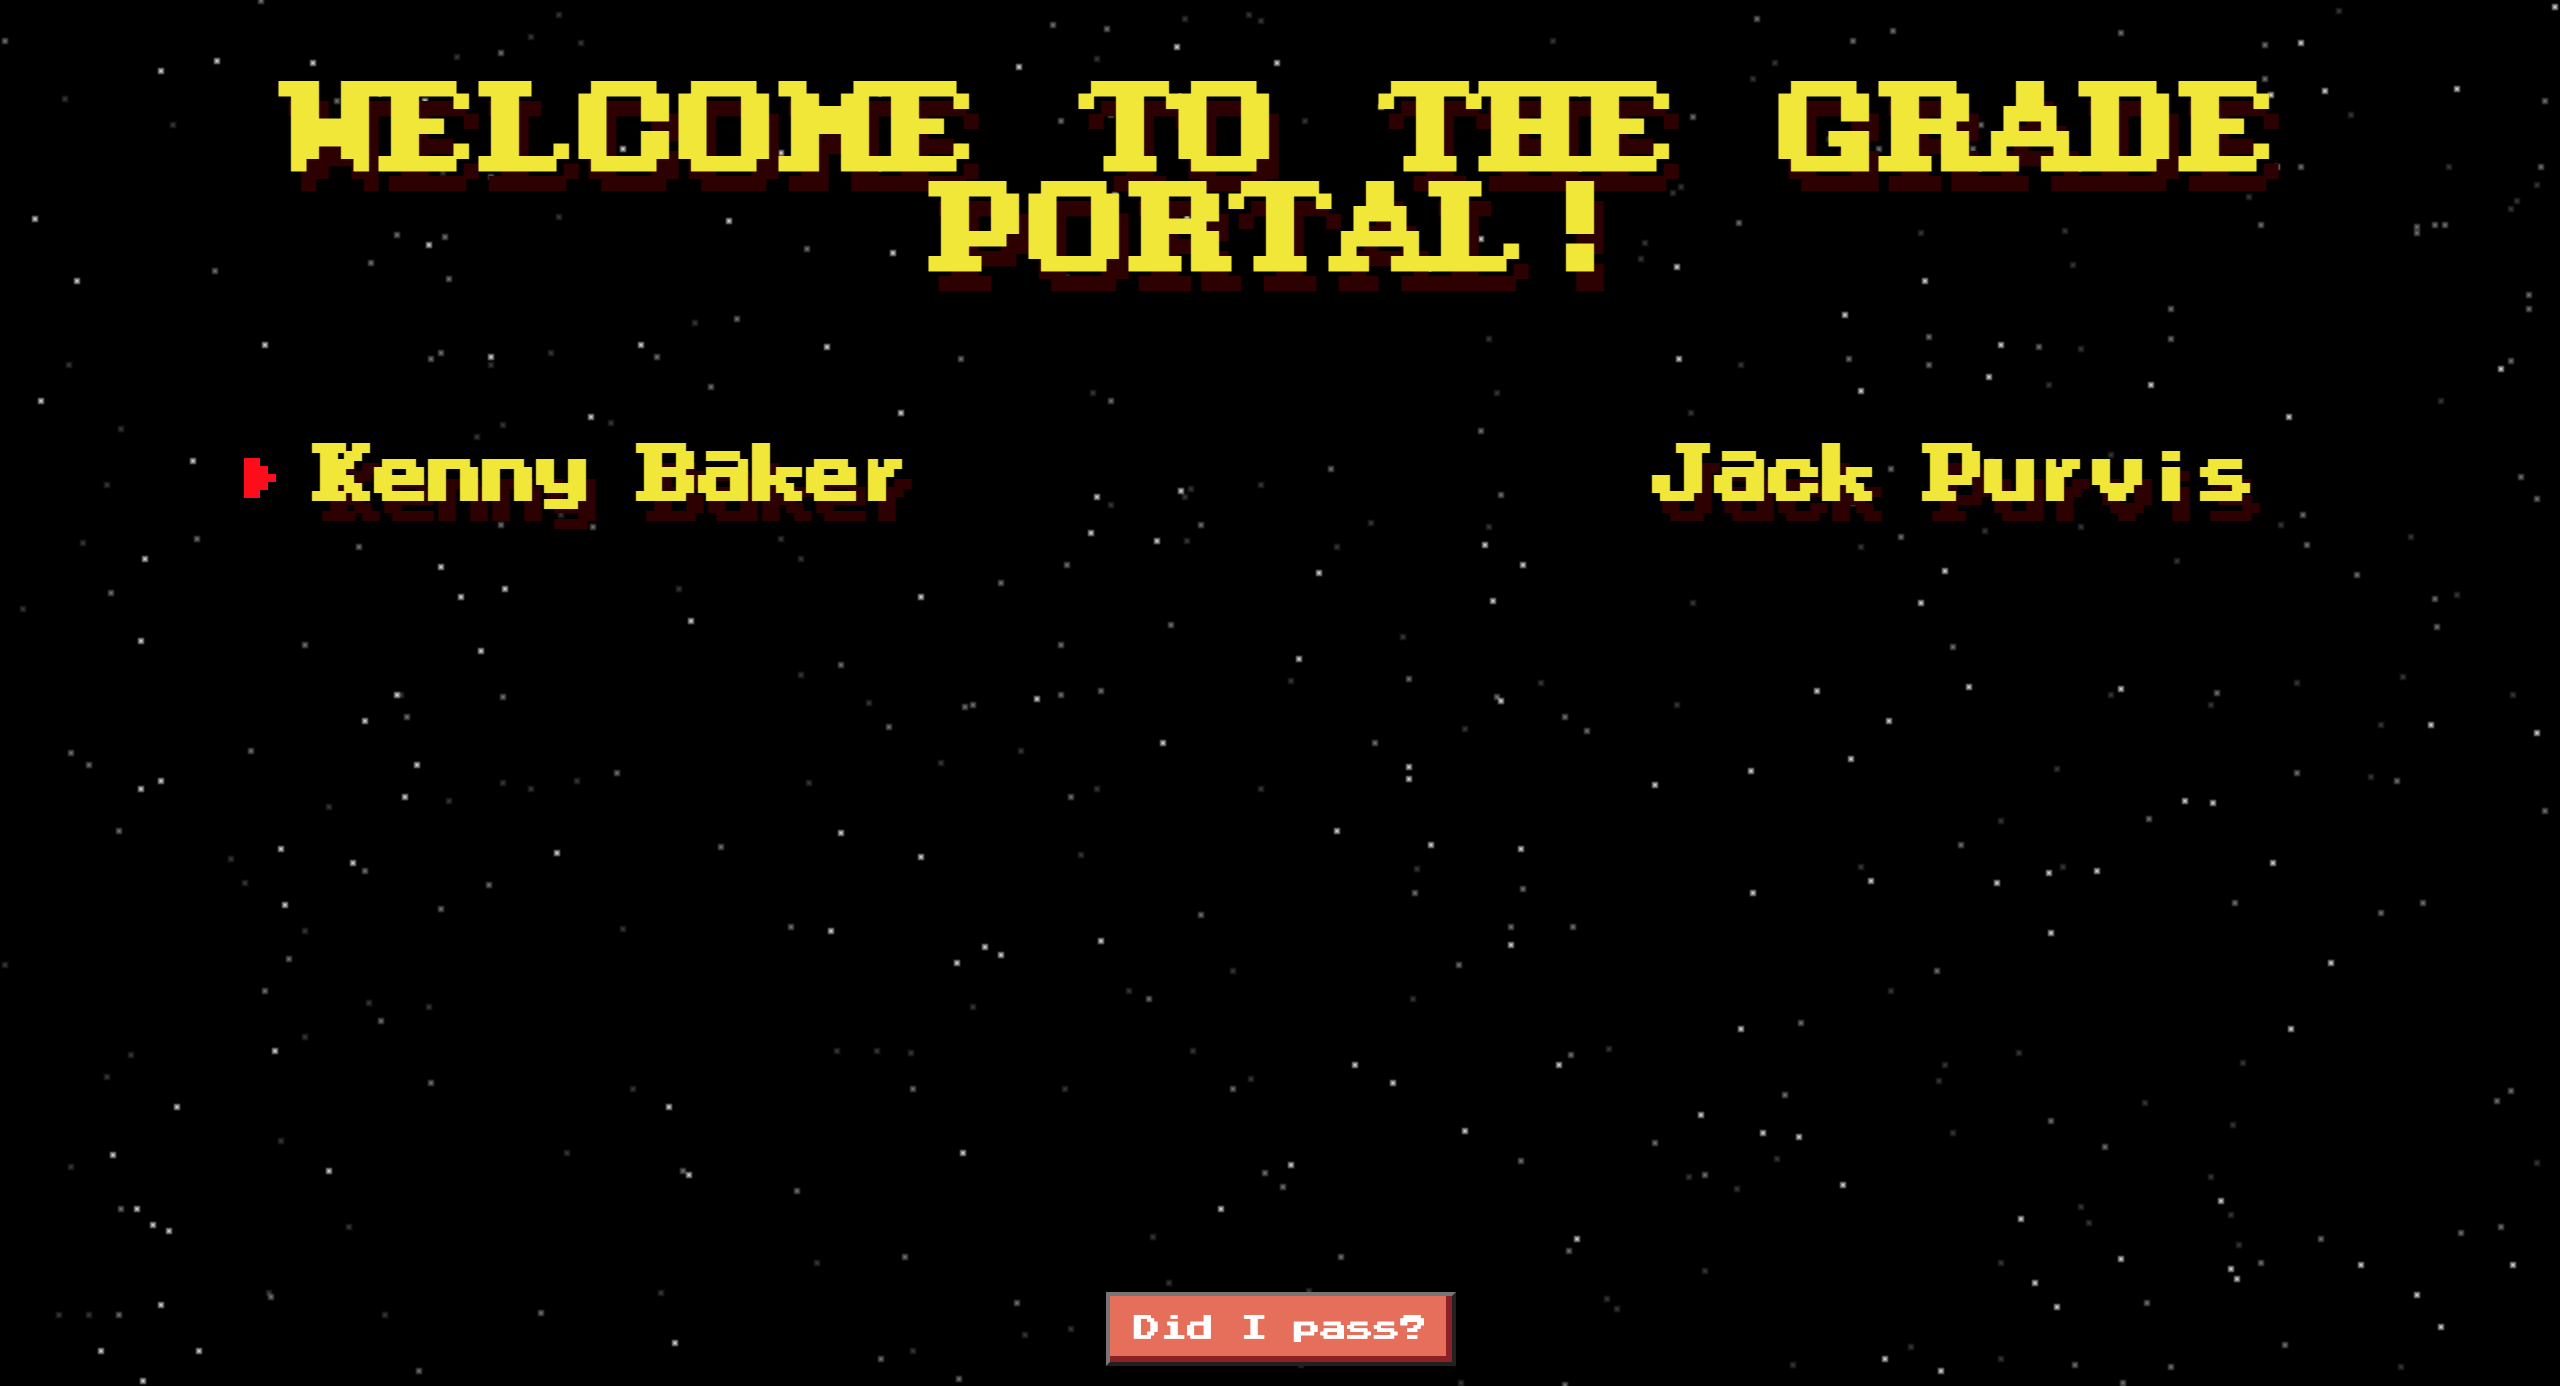 WELCOME TO THE GRADE
PORTAL!
Kenny Baker
Jack Purvis
Did I pass?